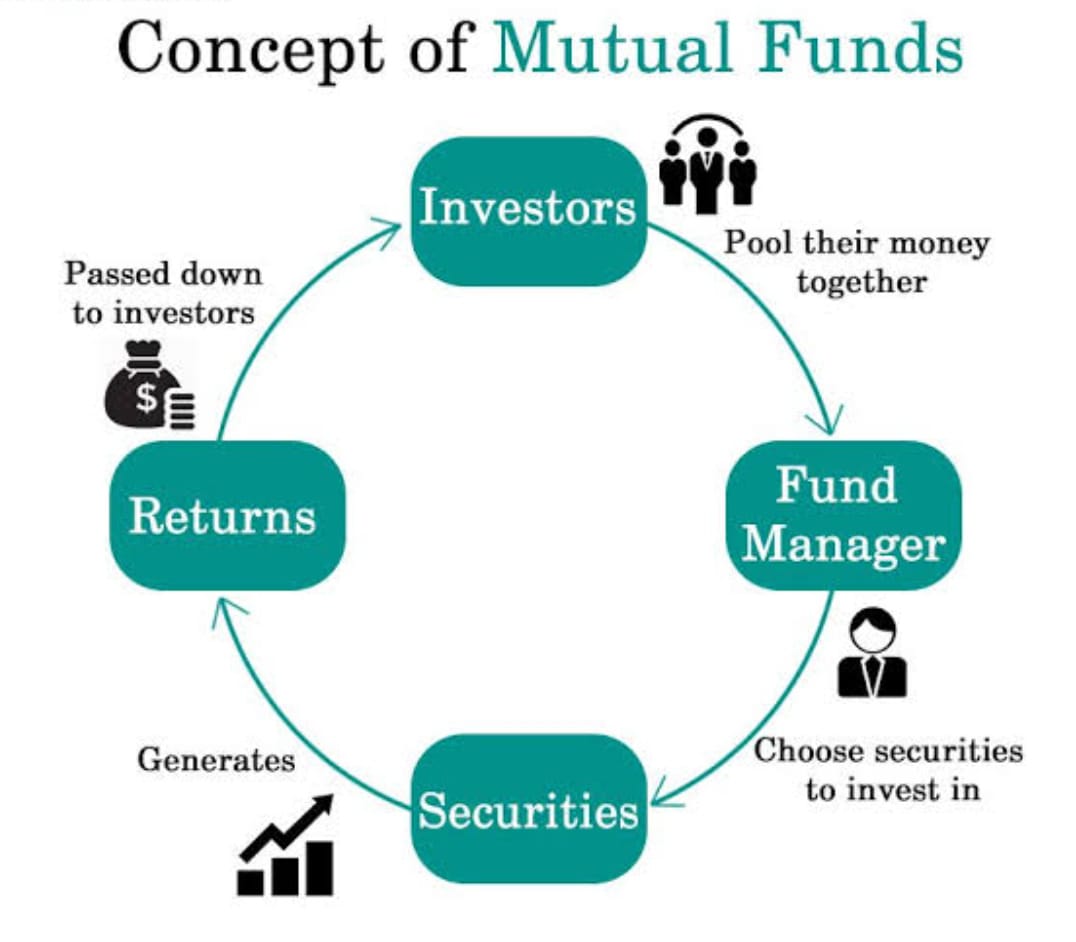 Concept of Mutual Funds
Investors
Pool their money
together
Fund
Manager
Choose securities
to invest in
Securities
Generates
Returns
Passed down
to investors
$